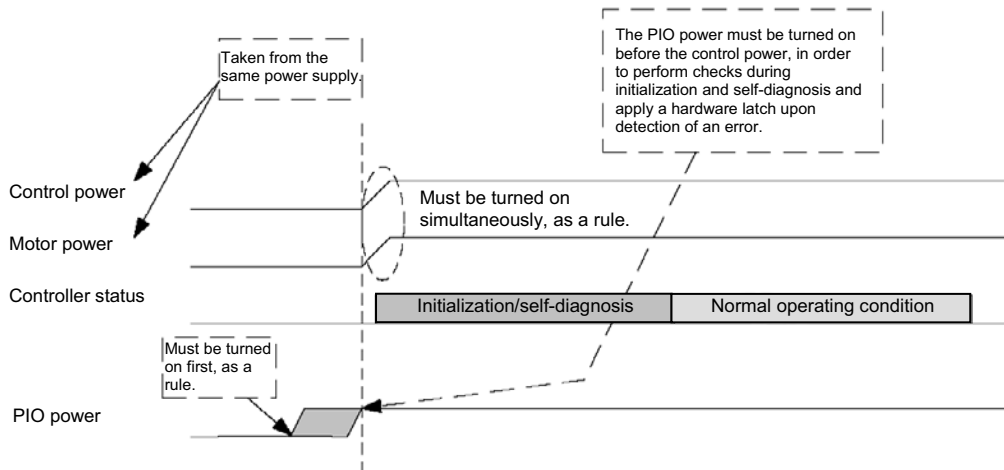 Taken from the
same power supply.
The PIO power must be turned on
before the control power, in order
to perform checks during
initialization and self-diagnosis and
apply a hardware latch upon
detection of an error.
Control power
Must be turned on
simultaneously, as a rule.
Motor power
Controller status
Initialization/self-diagnosis
Normal operating condition
Must be turned
on first, as a
rule.
PIO power